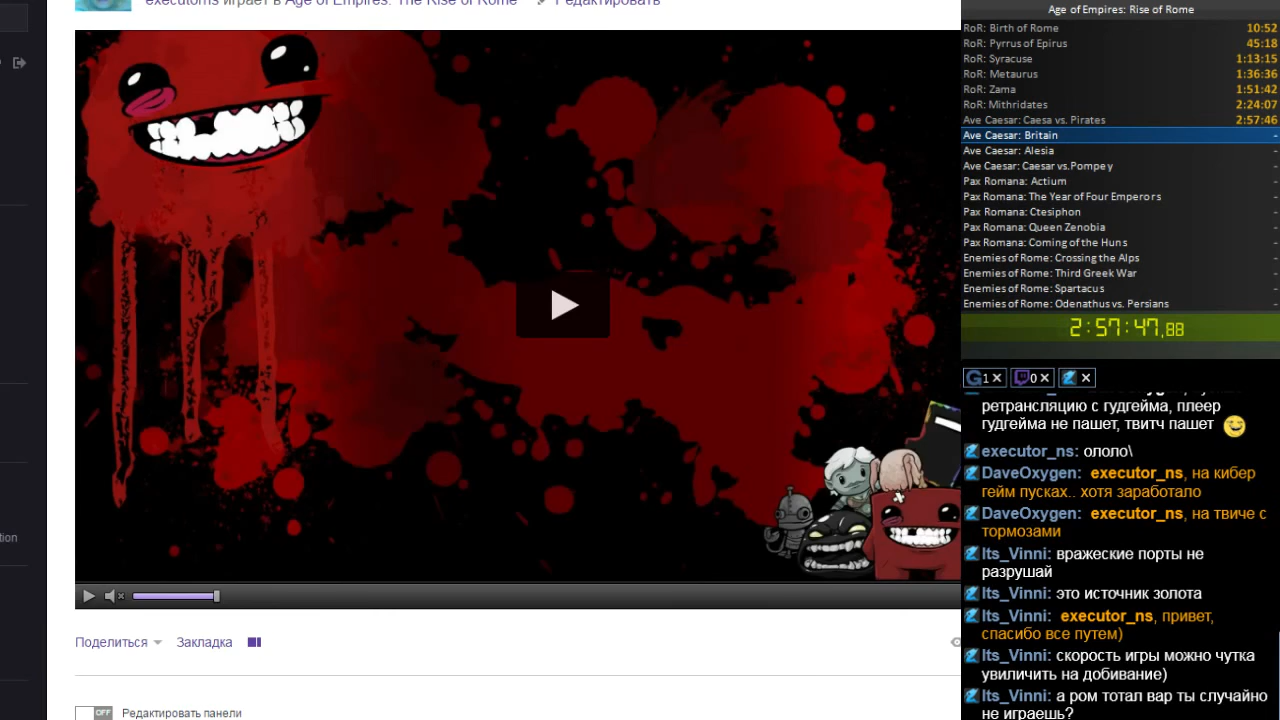 executorns играет в Age of Empires: The Rise of Rome Редактировать
tion
Поделиться Закладка
OFF Редактировать панели
Age of Empires: Rise of Rome
RoR: Birth of Rome 10:52
RoR: Pyrrus of Epirus 45:18
RoR: Syracuse 1:13:15
RoR: Metaurus 1:36:36
RoR: Zama 1:51:42
RoR: Mithridates 2:24:07
Ave Caesar: Caesa vs. Pirates 2:57:46
Ave Caesar: Britain -
Ave Caesar: Alesia -
Ave Caesar: Caesar vs.Pompey -
Pax Romana: Actium -
Pax Romana: The Year of Four Emperors -
Pax Romana: Ctesiphon -
Pax Romana: Queen Zenobia -
Pax Romana: Coming of the Huns -
Enemies of Rome: Crossing the Alps -
Enemies of Rome: Third Greek War -
Enemies of Rome: Spartacus -
Enemies of Rome: Odenathus vs. Persians -
2:57:47,88
G1 X 0 X X
ретрансляцию с гудгейма, плеер
гудгейма не пашет, твитч пашет
executor_ns: ололо\
DaveOxygen: executor_ns, на кибер
гейм пусках.. хотя заработало
DaveOxygen: executor_ns, на твиче с
тормозами
Its_Vinni: вражеские порты не
разрушай
Its_Vinni: это источник золота
Its_Vinni: executor_ns, привет,
спасибо все путем)
Its_Vinni: скорость игры можно чутка
увиличить на добивание)
Its_Vinni: а ром тотал вар ты случайно
не играешь?